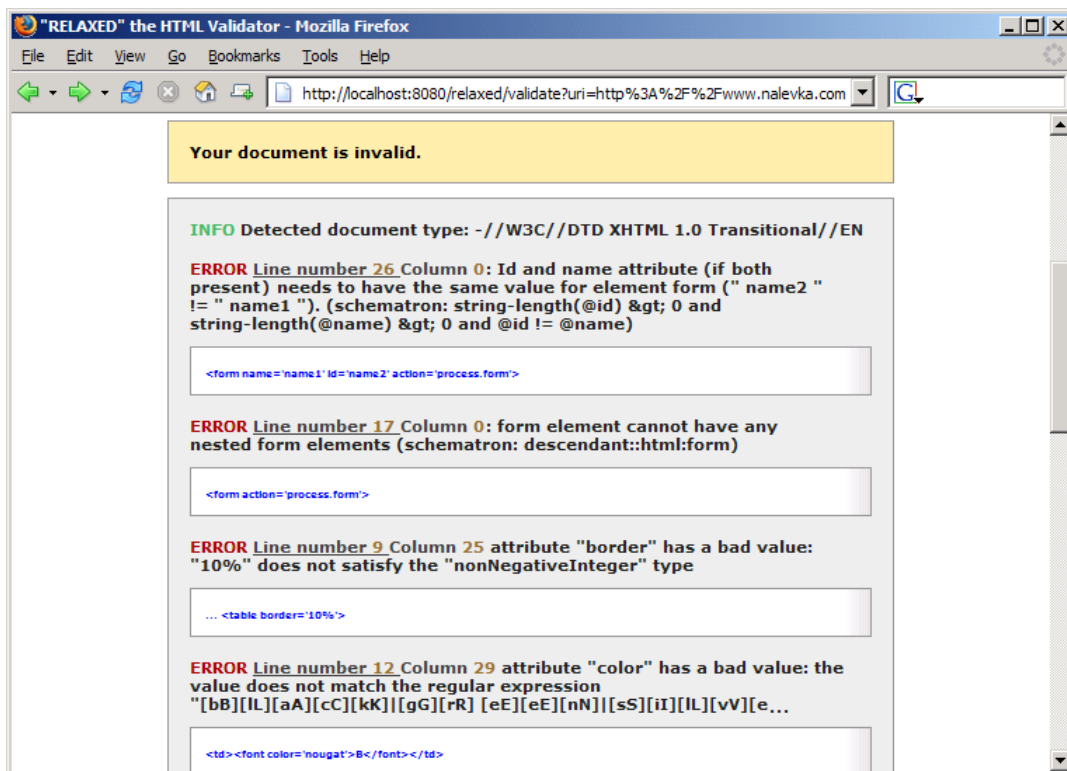 "RELAXED" the HTML Validator - Mozilla Firefox
File Edit View Go Bookmarks Tools Help
http://localhost:8080/relaxed/validate?uri=http%3A%2F%2Fwww.nalevka.com
G
Your document is invalid.
INFO Detected document type: -//W3C//DTD XHTML 1.0 Transitional//EN
ERROR Line number 26 Column 0: Id and name attribute (if both
present) needs to have the same value for element form (" name2 "
!= " name1 "). (schematron: string-length(@id) &gt; 0 and
string-length(@name) &gt; 0 and @id != @name)
<form name='name1' id='name2' action='process.form'>
ERROR Line number 17 Column 0: form element cannot have any
nested form elements (schematron: descendant::html:form)
<form action='process.form'>
ERROR Line number 9 Column 25 attribute "border" has a bad value:
"10%" does not satisfy the "nonNegativeInteger" type
... <table border='10%'>
ERROR Line number 12 Column 29 attribute "color" has a bad value: the
value does not match the regular expression
"[bB][lL][aA][cC][kK]|[gG][rR] [eE][eE][nN]|[sS][iI][lL][vV][e...
<td><font color='nougat'>B</font></td>